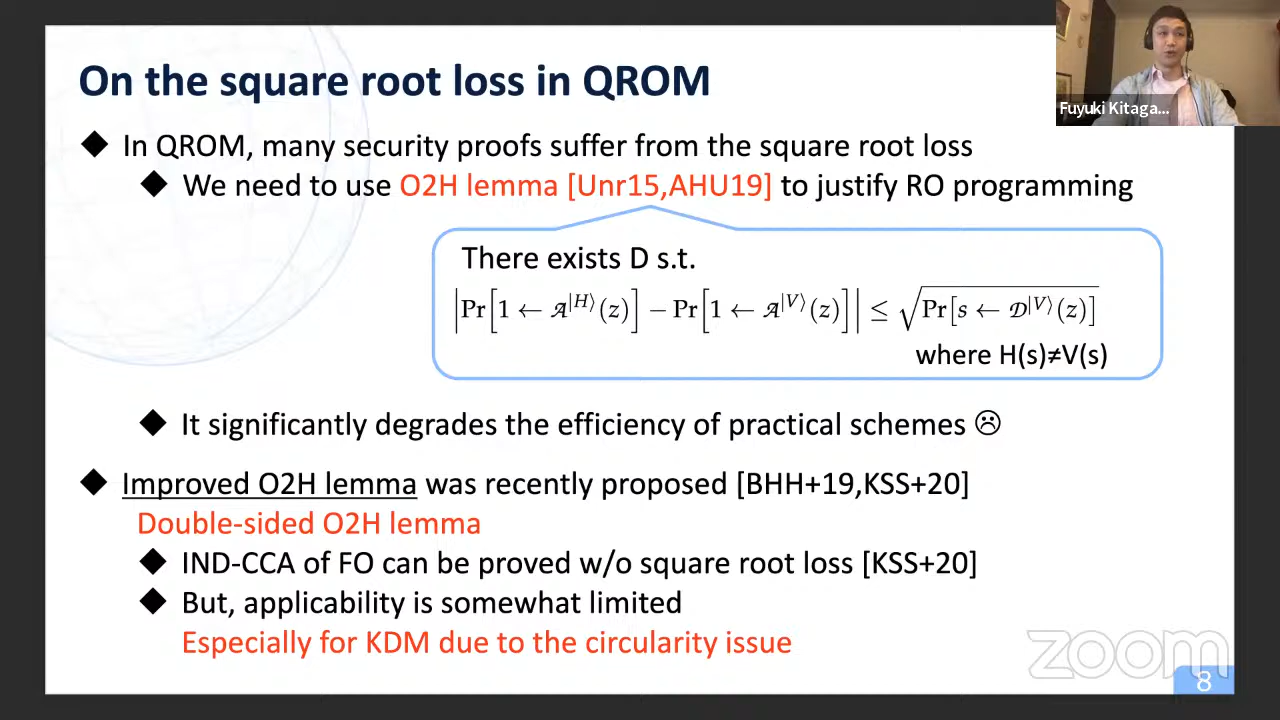 On the square root loss in QROM
Fuyuki Kitaga...
◆ In QROM, many security proofs suffer from the square root loss
◆ We need to use O2H lemma [Unr15,AHU19] to justify RO programming
There exists D s.t.
|Pr[1 ← 𝒜^{|H⟩}(z)] − Pr[1 ← 𝒜^{|V⟩}(z)]| ≤ √Pr[s ← 𝒟^{|V⟩}(z)]
where H(s)≠V(s)
◆ It significantly degrades the efficiency of practical schemes ☹
◆ Improved O2H lemma was recently proposed [BHH+19,KSS+20]
Double-sided O2H lemma
◆ IND-CCA of FO can be proved w/o square root loss [KSS+20]
◆ But, applicability is somewhat limited
Especially for KDM due to the circularity issue
zoom
8